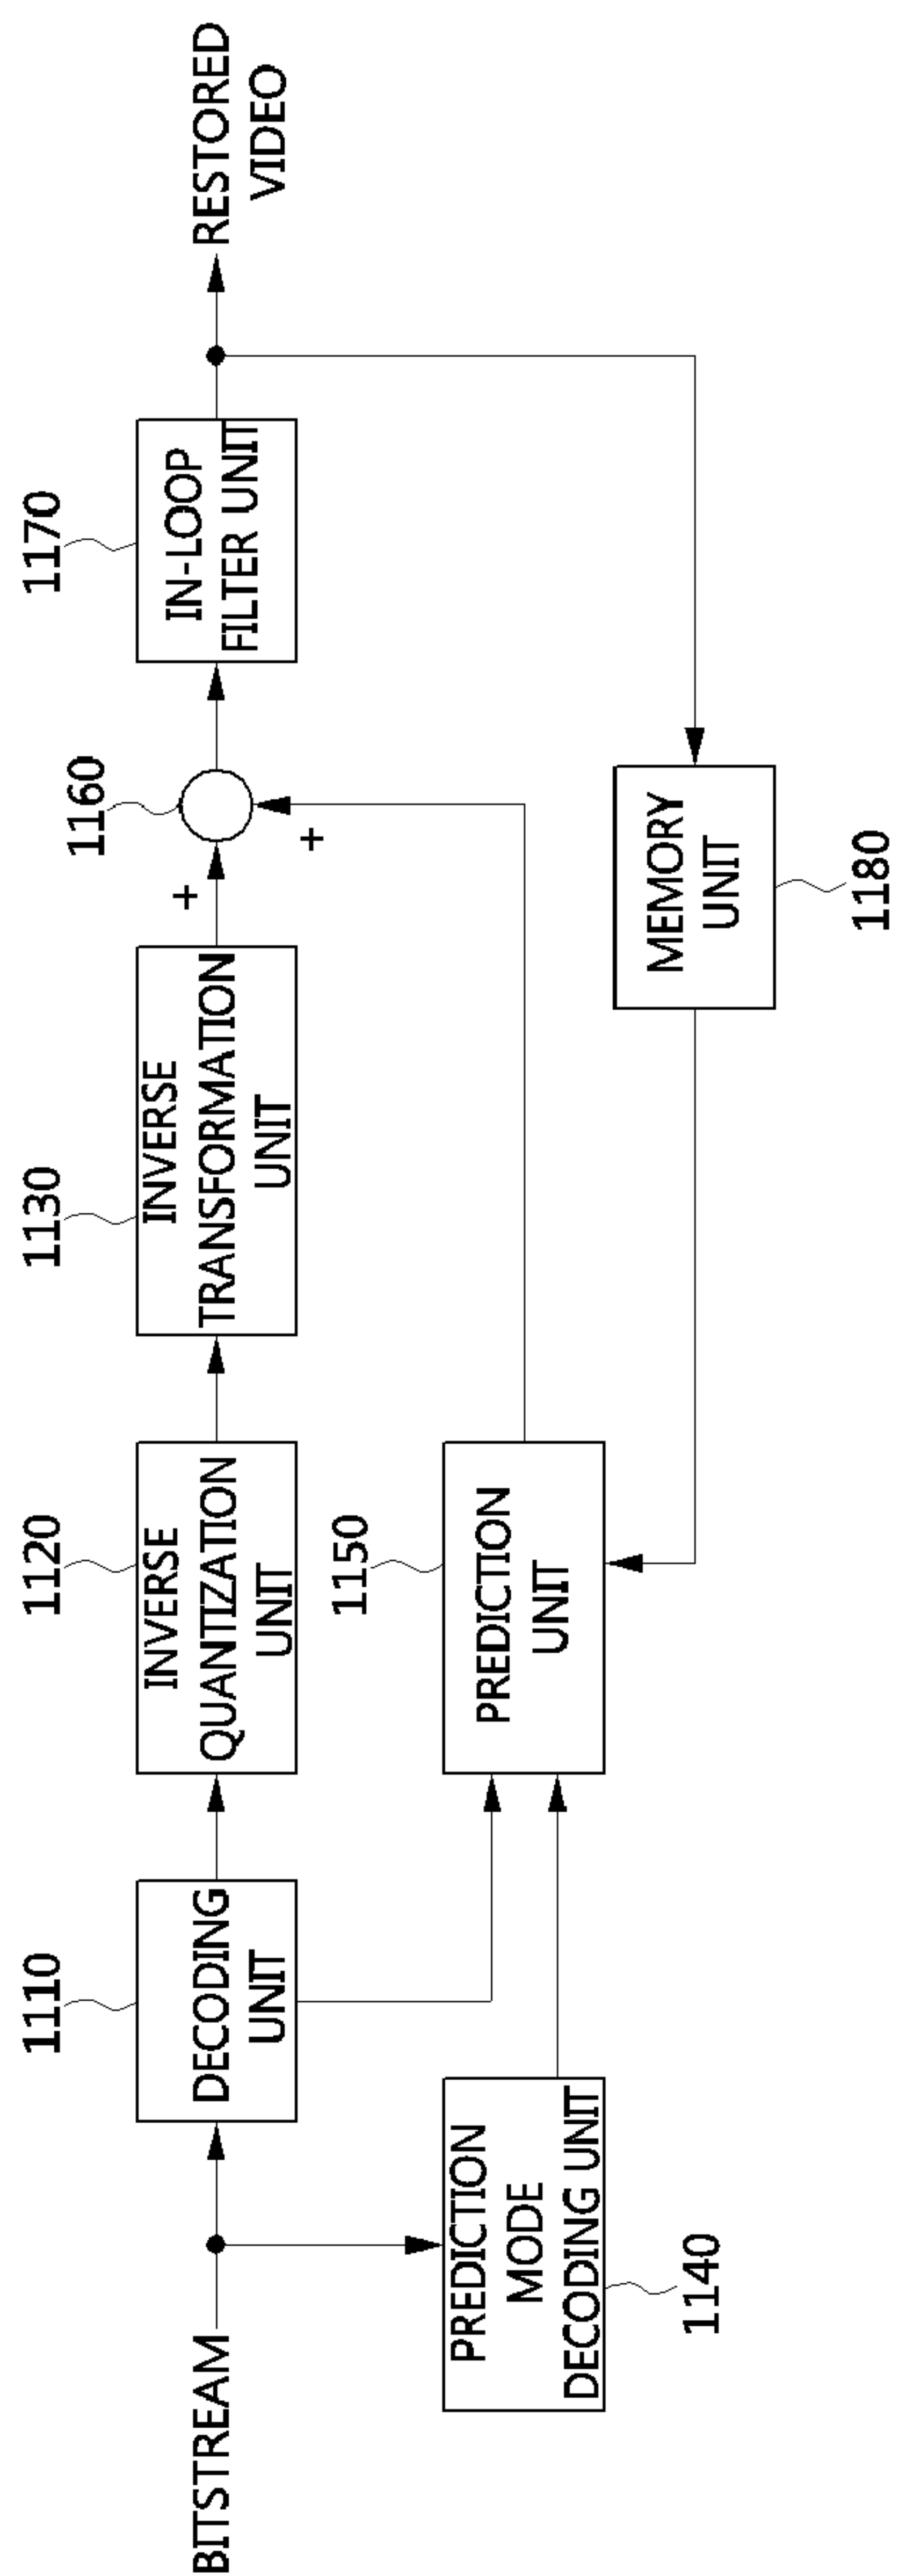 BITSTREAM
1110
DECODING
UNIT
1120
INVERSE
QUANTIZATION
UNIT
1130
INVERSE
TRANSFORMATION
UNIT
+
1160
+
1170
IN-LOOP
FILTER UNIT
RESTORED
VIDEO
PREDICTION
MODE
DECODING UNIT
1140
1150
PREDICTION
UNIT
MEMORY
UNIT
1180